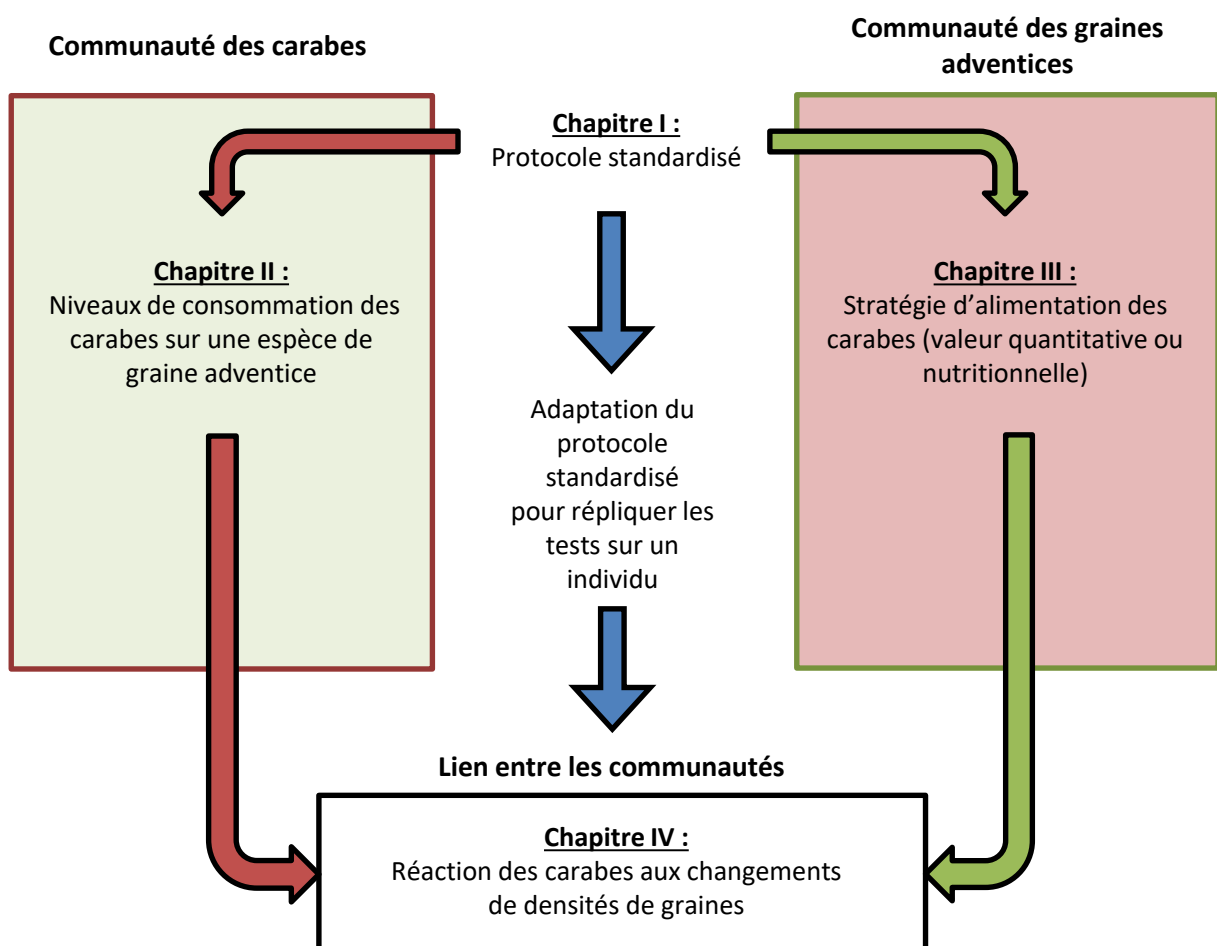 Communauté des carabes
Communauté des graines
adventices
Chapitre I :
Protocole standardisé
Chapitre II :
Niveaux de consommation des
carabes sur une espèce de
graine adventice
Chapitre III :
Stratégie d’alimentation des
carabes (valeur quantitative ou
nutritionnelle)
Adaptation du
protocole
standardisé
pour répliquer les
tests sur un
individu
Lien entre les communautés
Chapitre IV :
Réaction des carabes aux changements
de densités de graines